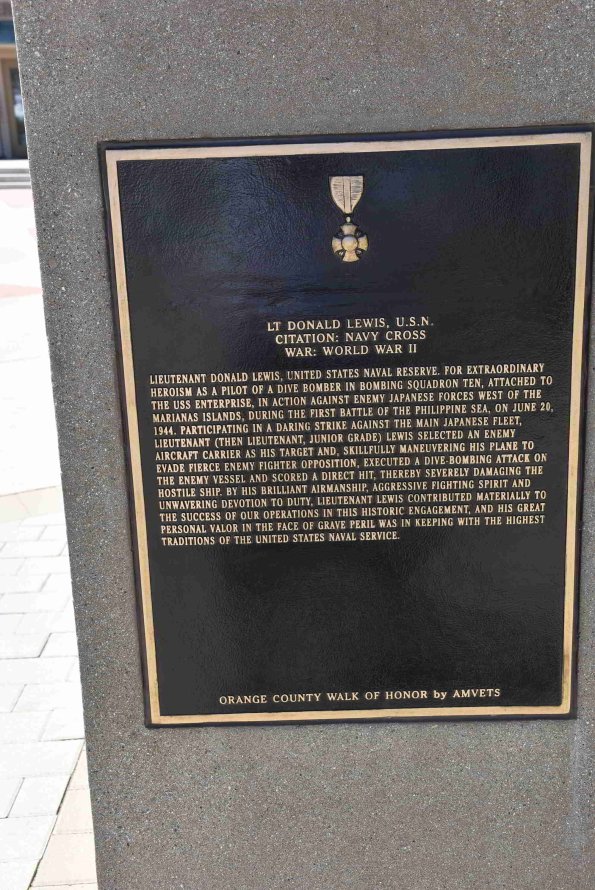 LT DONALD LEWIS, U.S.N.
CITATION: NAVY CROSS
WAR: WORLD WAR II
LIEUTENANT DONALD LEWIS, UNITED STATES NAVAL RESERVE. FOR EXTRAORDINARY
HEROISM AS A PILOT OF A DIVE BOMBER IN BOMBING SQUADRON TEN, ATTACHED TO
THE USS ENTERPRISE, IN ACTION AGAINST ENEMY JAPANESE FORCES WEST OF THE
MARIANAS ISLANDS, DURING THE FIRST BATTLE OF THE PHILIPPINE SEA, ON JUNE 20,
1944. PARTICIPATING IN A DARING STRIKE AGAINST THE MAIN JAPANESE FLEET,
LIEUTENANT (THEN LIEUTENANT, JUNIOR GRADE) LEWIS SELECTED AN ENEMY
AIRCRAFT CARRIER AS HIS TARGET AND, SKILLFULLY MANEUVERING HIS PLANE TO
EVADE FIERCE ENEMY FIGHTER OPPOSITION, EXECUTED A DIVE-BOMBING ATTACK ON
THE ENEMY VESSEL AND SCORED A DIRECT HIT, THEREBY SEVERELY DAMAGING THE
HOSTILE SHIP. BY HIS BRILLIANT AIRMANSHIP, AGGRESSIVE FIGHTING SPIRIT AND
UNWAVERING DEVOTION TO DUTY, LIEUTENANT LEWIS CONTRIBUTED MATERIALLY TO
THE SUCCESS OF OUR OPERATIONS IN THIS HISTORIC ENGAGEMENT, AND HIS GREAT
PERSONAL VALOR IN THE FACE OF GRAVE PERIL WAS IN KEEPING WITH THE HIGHEST
TRADITIONS OF THE UNITED STATES NAVAL SERVICE.
ORANGE COUNTY WALK OF HONOR by AMVETS